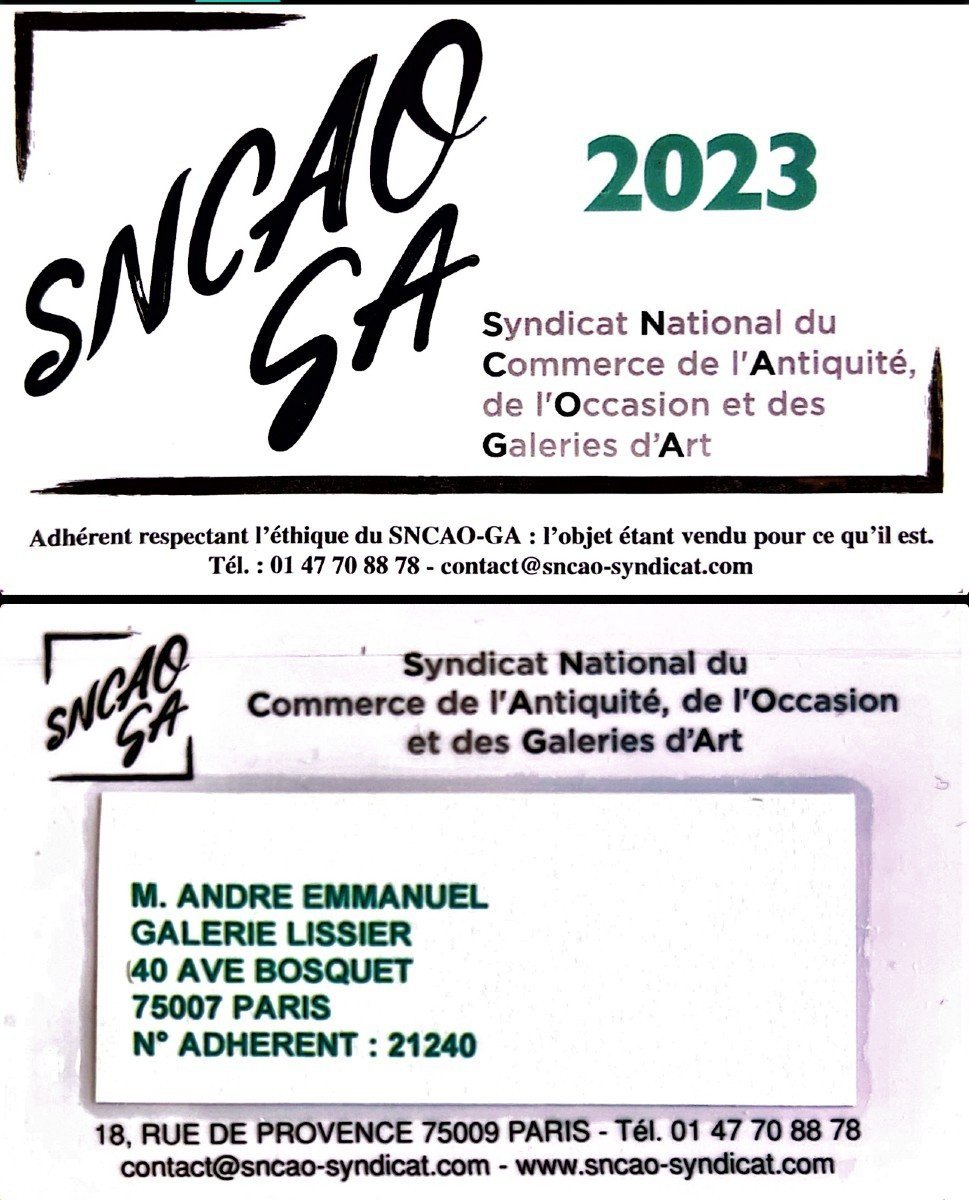 SNCAO
GA
2023
Syndicat National du
Commerce de l'Antiquité,
de l'Occasion et des
Galeries d'Art
Adhérent respectant l'éthique du SNCAO-GA : l'objet étant vendu pour ce qu'il est.
Tél. : 01 47 70 88 78 - contact@sncao-syndicat.com
SNCAO
GA
Syndicat National du
Commerce de l'Antiquité, de l'Occasion
et des Galeries d'Art
M. ANDRE EMMANUEL
GALERIE LISSIER
40 AVE BOSQUET
75007 PARIS
N° ADHERENT : 21240
18, RUE DE PROVENCE 75009 PARIS - Tél. 01 47 70 88 78
contact@sncao-syndicat.com - www.sncao-syndicat.com